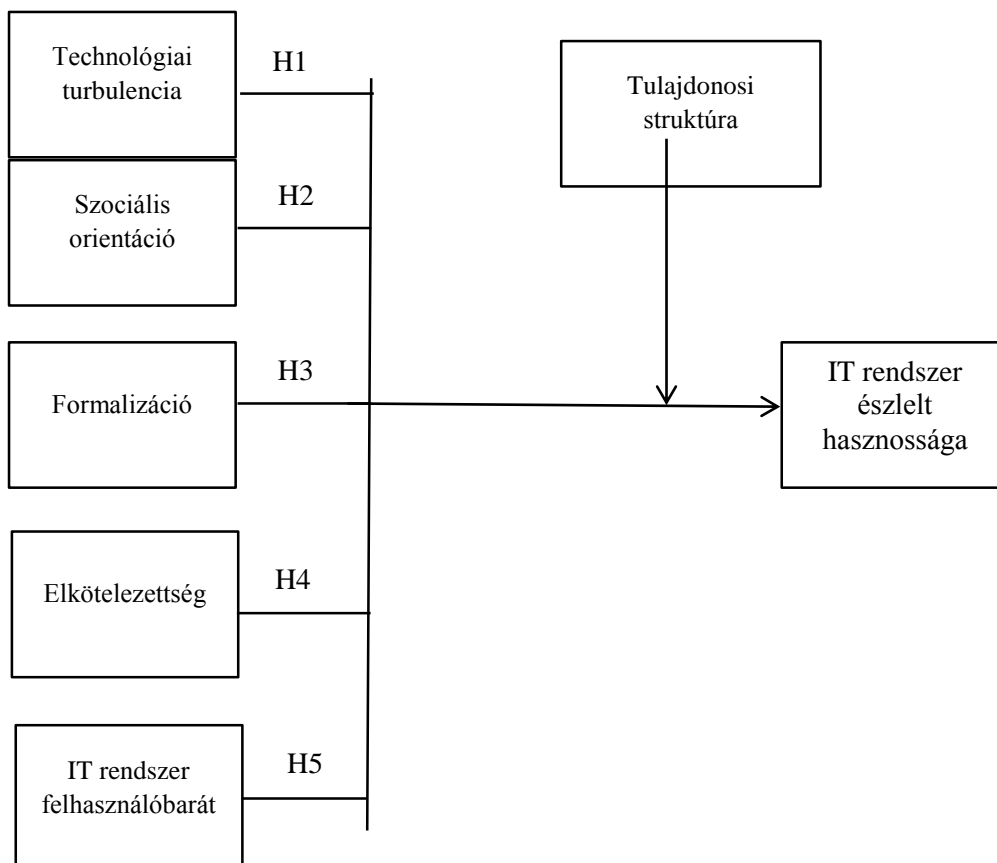 Technológiai
turbulencia
H1
Tulajdonosi
struktúra
Szociális
orientáció
H2
Formalizáció
H3
IT rendszer
észlelt
hasznossága
Elkötelezettség
H4
IT rendszer
felhasználóbarát
H5